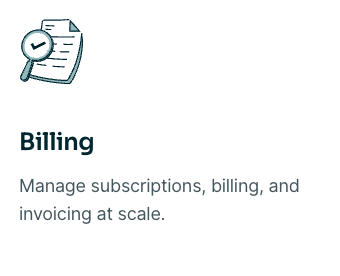 Billing
Manage subscriptions, billing, and
invoicing at scale.